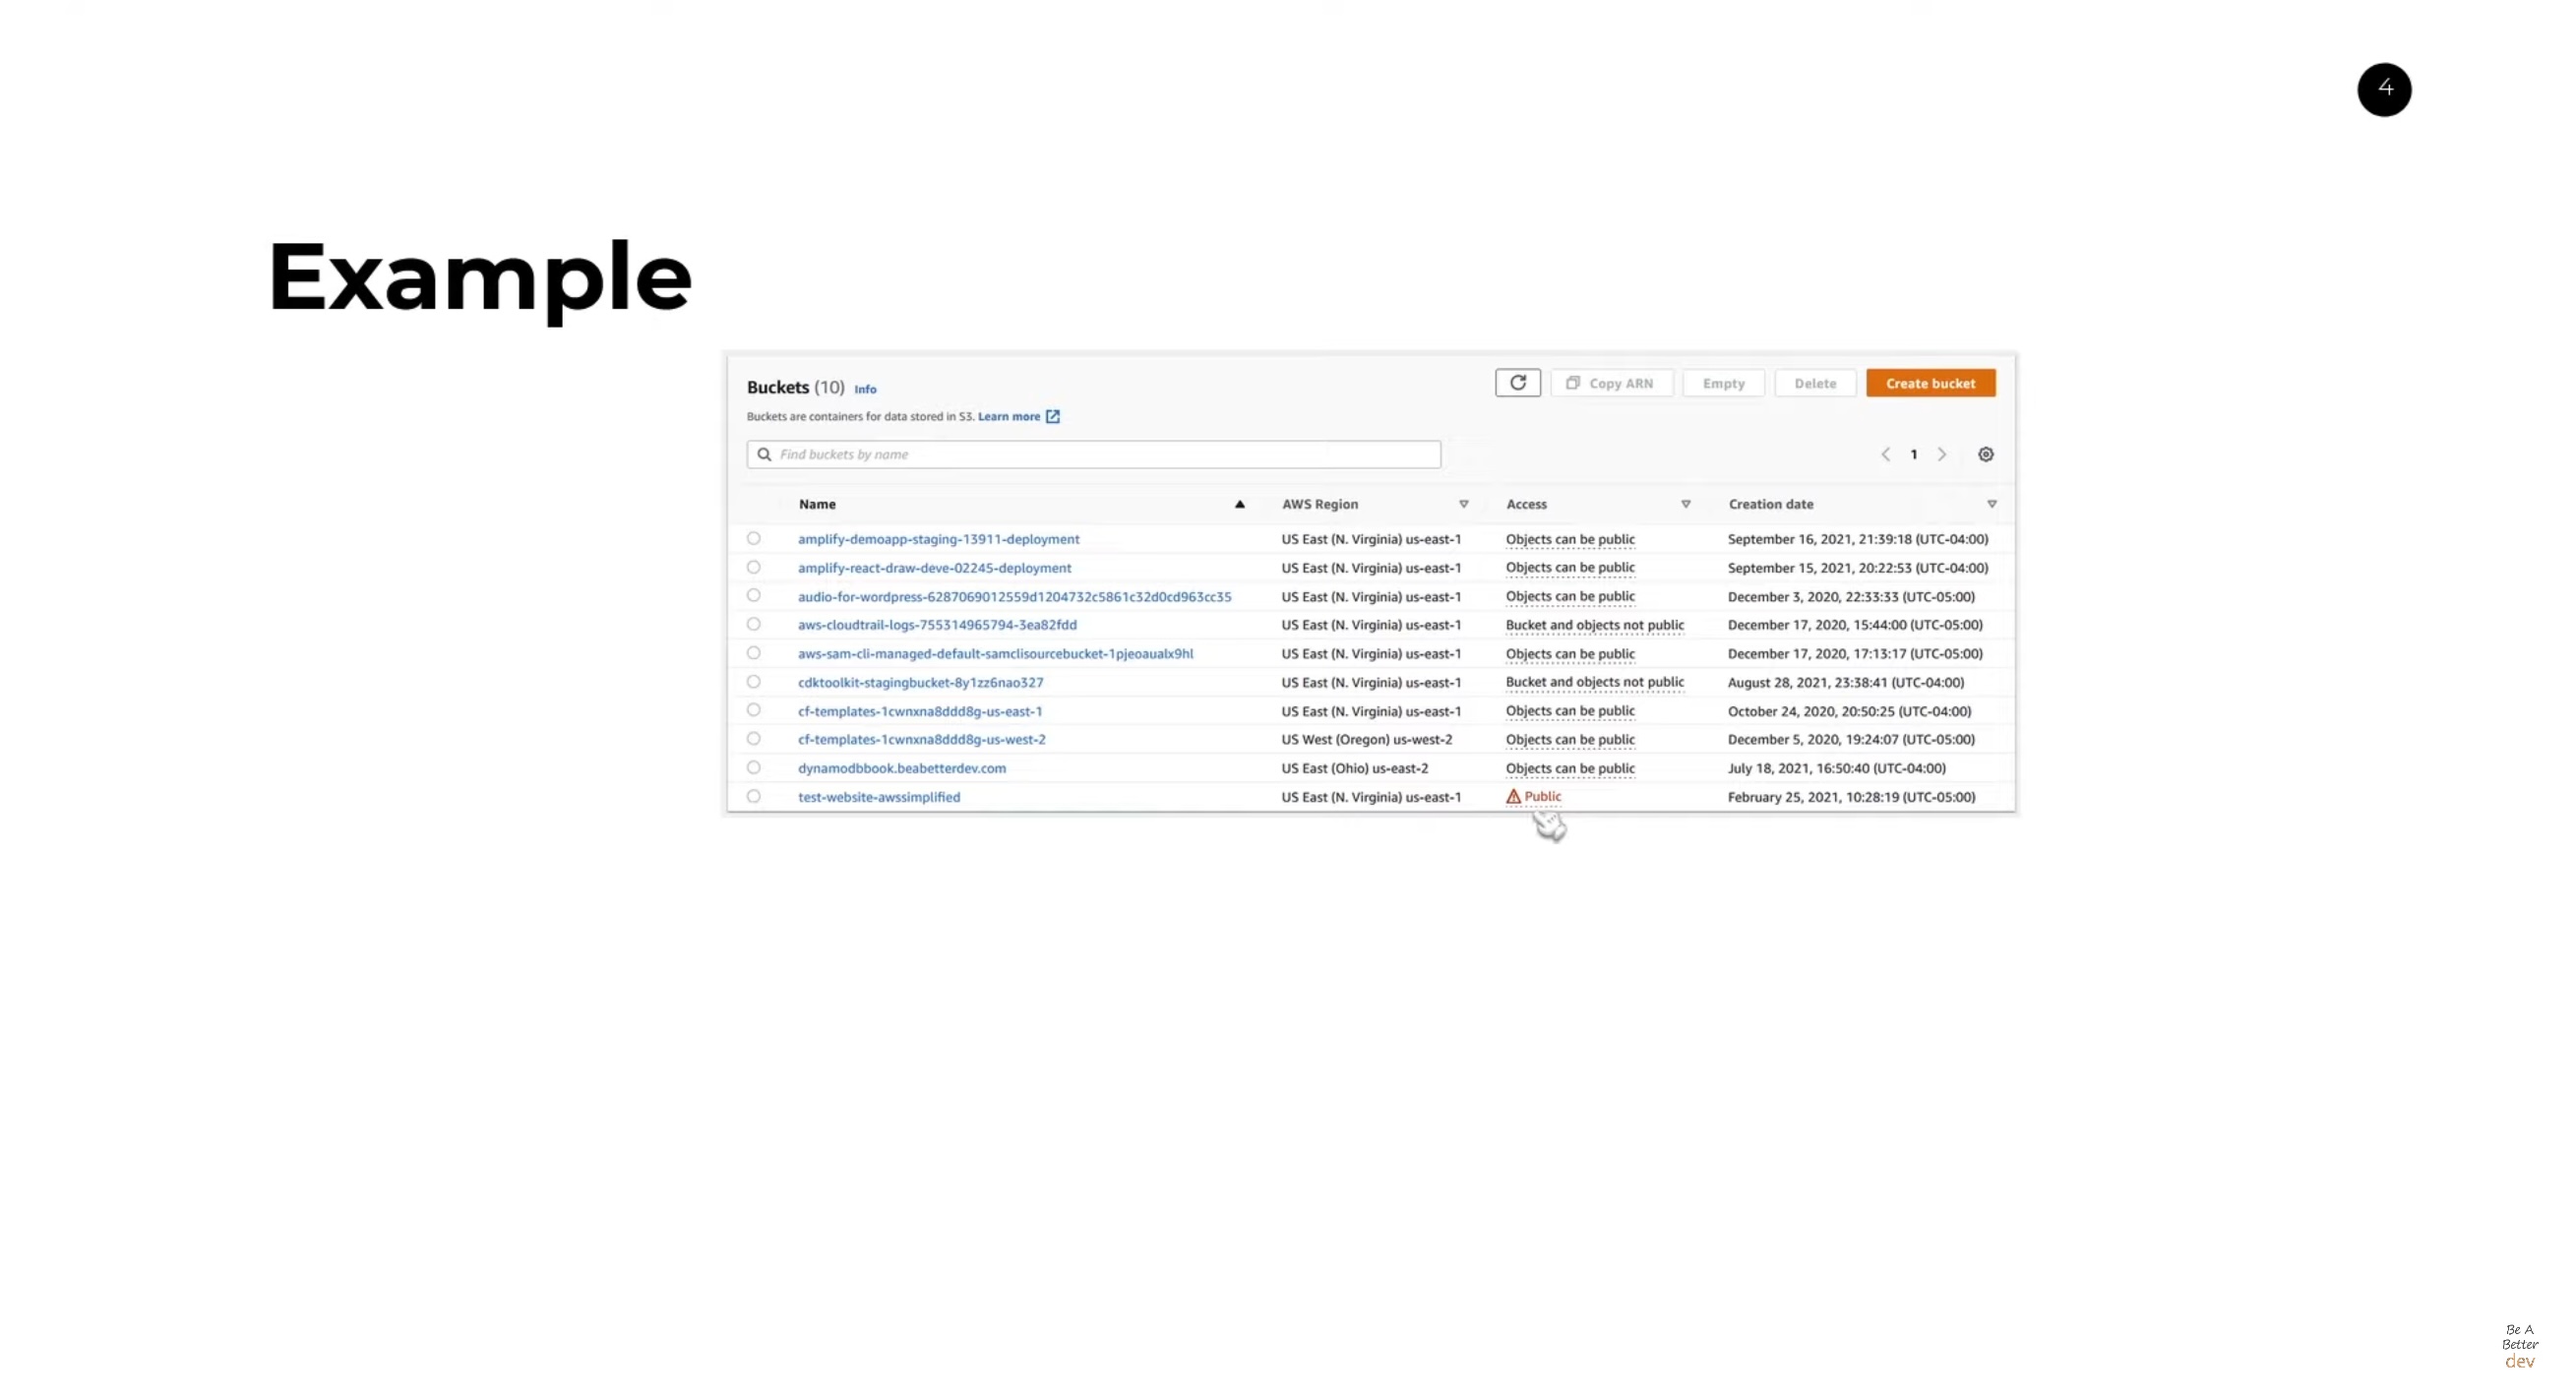 4
Example
Buckets (10) Info
Copy ARN Empty Delete Create bucket
Buckets are containers for data stored in S3. Learn more
Find buckets by name
1
Name AWS Region Access Creation date
amplify-demoapp-staging-13911-deployment US East (N. Virginia) us-east-1 Objects can be public September 16, 2021, 21:39:18 (UTC-04:00)
amplify-react-draw-deve-02245-deployment US East (N. Virginia) us-east-1 Objects can be public September 15, 2021, 20:22:53 (UTC-04:00)
audio-for-wordpress-6287069012559d1204732c5861c32d0cd963cc35 US East (N. Virginia) us-east-1 Objects can be public December 3, 2020, 22:33:33 (UTC-05:00)
aws-cloudtrail-logs-755314965794-3ea82fdd US East (N. Virginia) us-east-1 Bucket and objects not public December 17, 2020, 15:44:00 (UTC-05:00)
aws-sam-cli-managed-default-samclisourcebucket-1pjeoaualx9hl US East (N. Virginia) us-east-1 Objects can be public December 17, 2020, 17:13:17 (UTC-05:00)
cdktoolkit-stagingbucket-8y1zz6nao327 US East (N. Virginia) us-east-1 Bucket and objects not public August 28, 2021, 23:38:41 (UTC-04:00)
cf-templates-1cwnxna8ddd8g-us-east-1 US East (N. Virginia) us-east-1 Objects can be public October 24, 2020, 20:50:25 (UTC-04:00)
cf-templates-1cwnxna8ddd8g-us-west-2 US West (Oregon) us-west-2 Objects can be public December 5, 2020, 19:24:07 (UTC-05:00)
dynamodbbook.beabetterdev.com US East (Ohio) us-east-2 Objects can be public July 18, 2021, 16:50:40 (UTC-04:00)
test-website-awssimplified US East (N. Virginia) us-east-1 Public February 25, 2021, 10:28:19 (UTC-05:00)
Be A
Better
dev